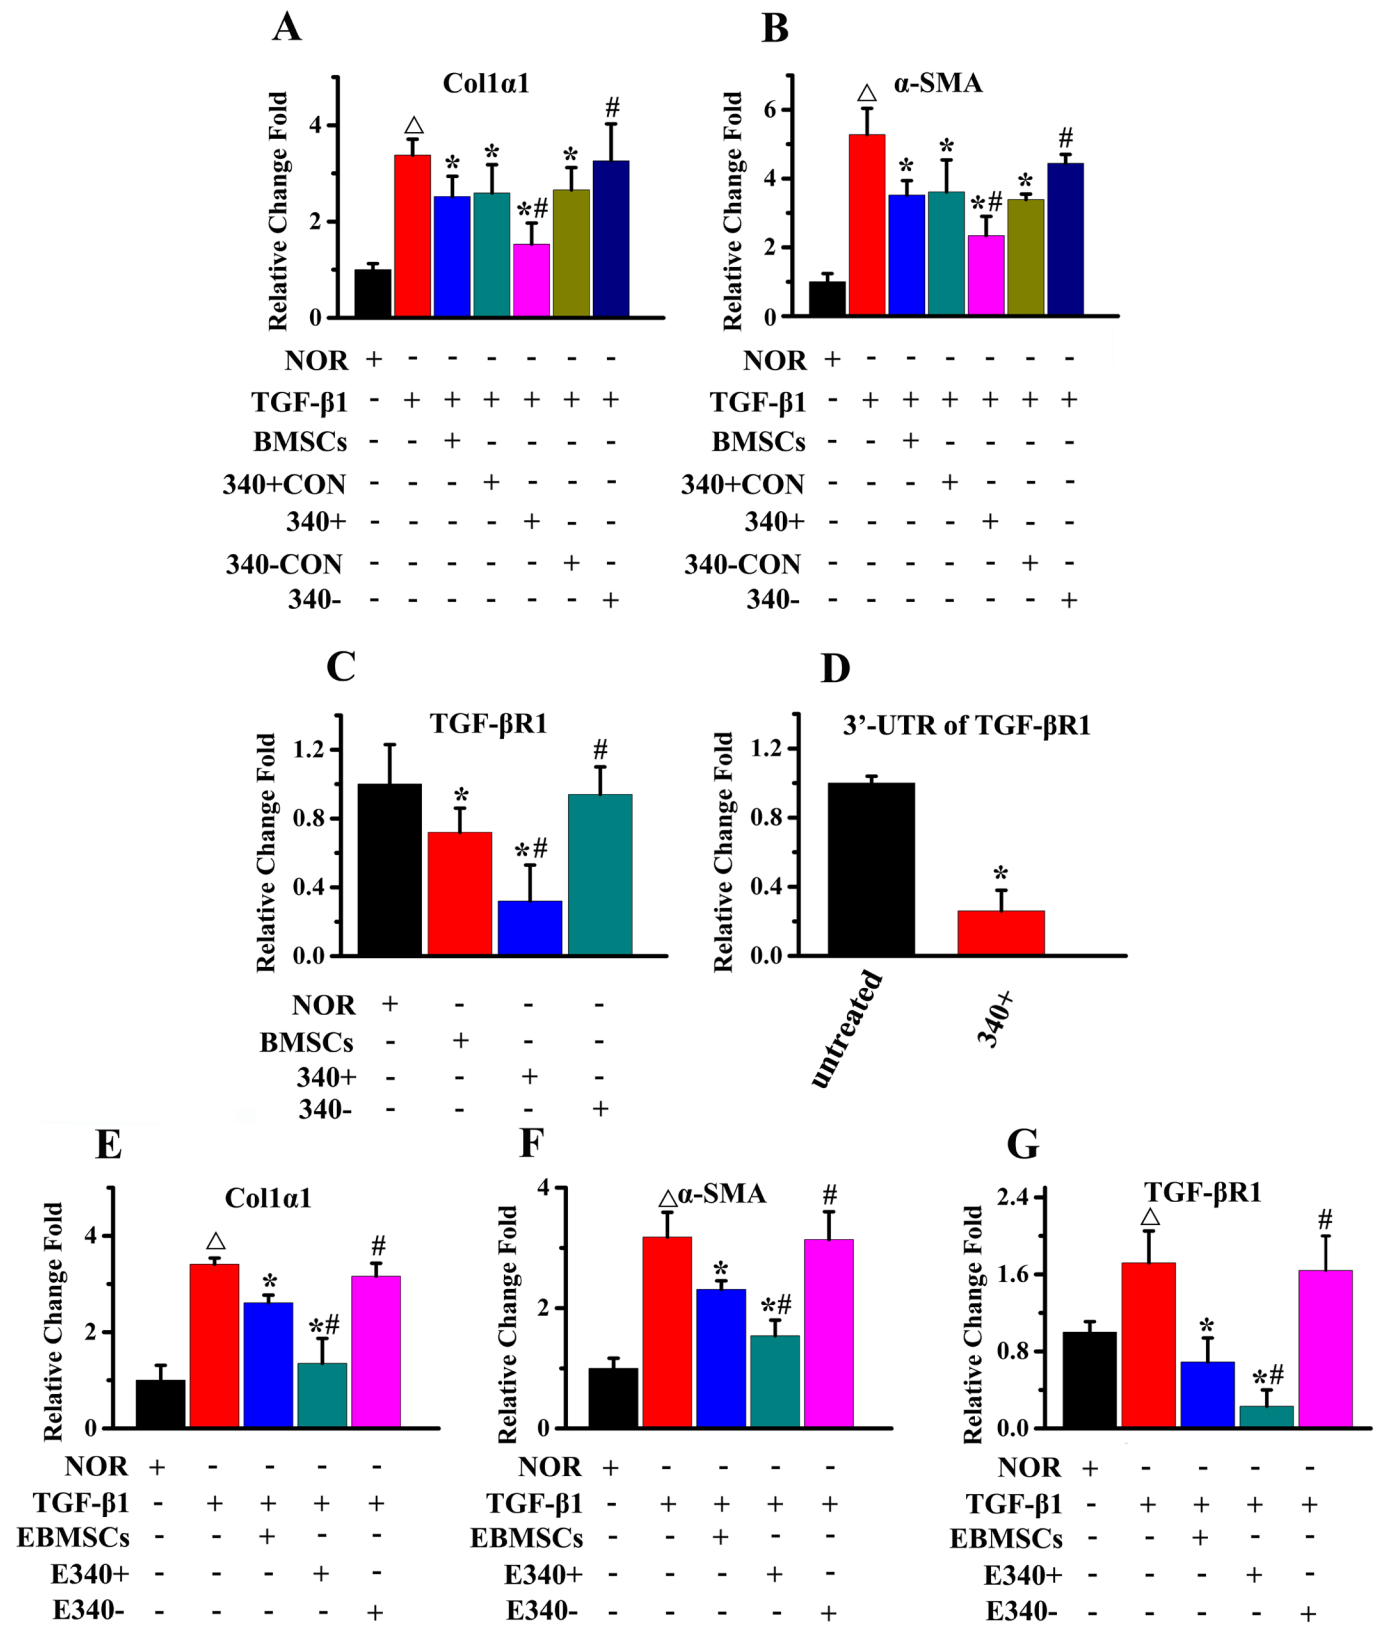 A
B
Col1α1
α-SMA
Relative Change Fold
Relative Change Fold
4
2
0
6
4
2
0
△ * * *# * #
△ * * *# * #
NOR + - - - - - -
TGF-β1 - + + + + + +
BMSCs - - + - - - -
340+CON - - - + - - -
340+ - - - - + - -
340-CON - - - - - + -
340- - - - - - - +
NOR + - - - - - -
TGF-β1 - + + + + + +
BMSCs - - + - - - -
340+CON - - - + - - -
340+ - - - - + - -
340-CON - - - - - + -
340- - - - - - - +
C
D
TGF-βR1
3’-UTR of TGF-βR1
Relative Change Fold
Relative Change Fold
1.2
0.8
0.4
0.0
1.2
0.8
0.4
0.0
* *# #
*
NOR + - - -
BMSCs - + - -
340+ - - + -
340- - - - +
untreated
340+
E
F
G
Col1α1
α-SMA
TGF-βR1
Relative Change Fold
Relative Change Fold
Relative Change Fold
4
2
0
4
2
0
2.4
1.6
0.8
0.0
△ * *# #
△ * *# #
△ * *# #
NOR + - - - -
TGF-β1 - + + + +
EBMSCs - - + - -
E340+ - - - + -
E340- - - - - +
NOR + - - - -
TGF-β1 - + + + +
EBMSCs - - + - -
E340+ - - - + -
E340- - - - - +
NOR + - - - -
TGF-β1 - + + + +
EBMSCs - - + - -
E340+ - - - + -
E340- - - - - +